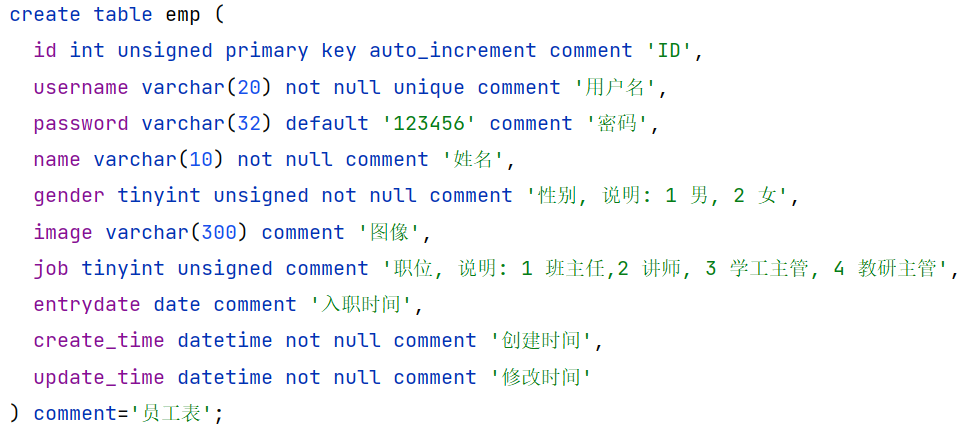 create table emp (
  id int unsigned primary key auto_increment comment 'ID',
  username varchar(20) not null unique comment '用户名',
  password varchar(32) default '123456' comment '密码',
  name varchar(10) not null comment '姓名',
  gender tinyint unsigned not null comment '性别, 说明: 1 男, 2 女',
  image varchar(300) comment '图像',
  job tinyint unsigned comment '职位, 说明: 1 班主任,2 讲师, 3 学工主管, 4 教研主管',
  entrydate date comment '入职时间',
  create_time datetime not null comment '创建时间',
  update_time datetime not null comment '修改时间'
) comment='员工表';